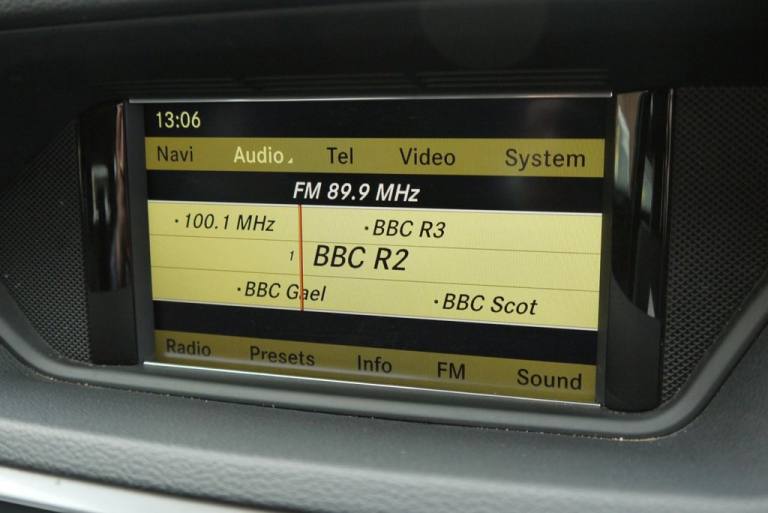 13:06
Navi Audio Tel Video System
FM 89.9 MHz
·100.1 MHz ·BBC R3
1 BBC R2
·BBC Gael ·BBC Scot
Radio Presets Info FM Sound